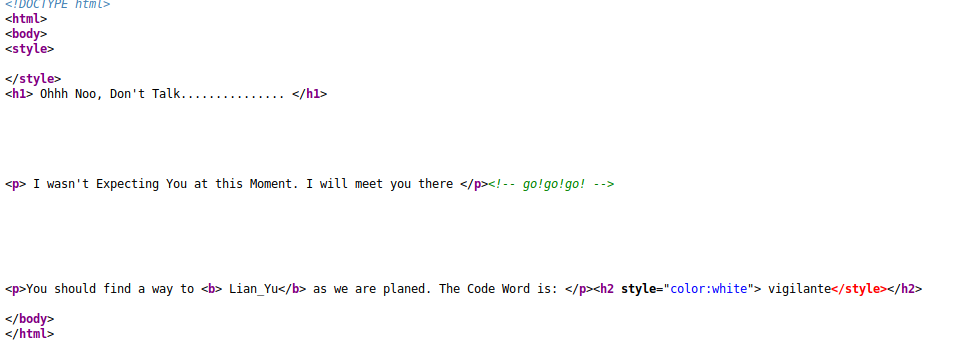 <!DOCTYPE html>
<html>
<body>
<style>
</style>
<h1> Ohhh Noo, Don't Talk............... </h1>
<p> I wasn't Expecting You at this Moment. I will meet you there </p><!-- go!go!go! -->
<p>You should find a way to <b> Lian_Yu</b> as we are planed. The Code Word is: </p><h2 style="color:white"> vigilante</style></h2>
</body>
</html>